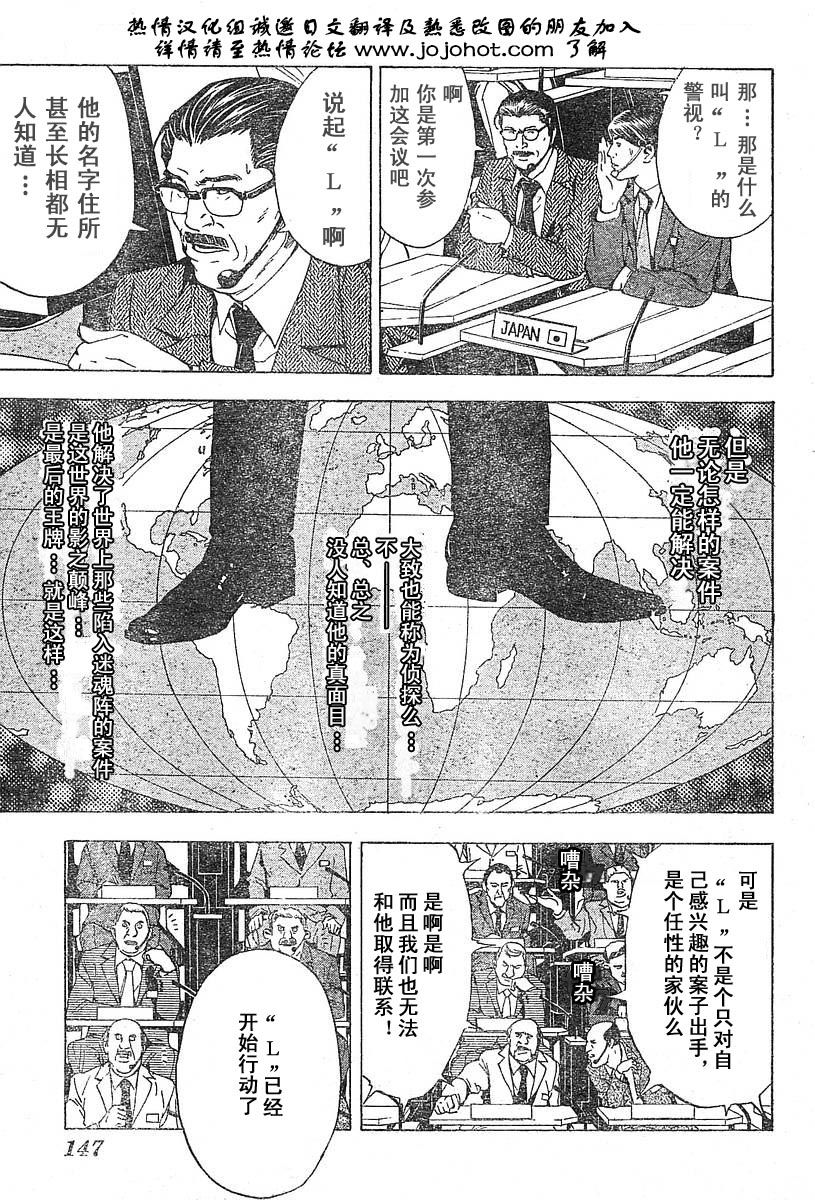 热情汉化组诚邀日文翻译及熟悉改图的朋友加入
详情请至热情论坛 www.jojohot.com 了解
那…那是什么
叫“L”的
警视？
啊
你是第一次参
加这会议吧
JAPAN
说起“L”啊
他的名字住所
甚至长相都无
人知道…
但是
无论怎样的案件
他一定能解决
大致也能称为侦探么…
不——
总、总之
没人知道他的真面目…
他解决了世界上那些陷入迷魂阵的案件
是这世界的影之巅峰…
是最后的王牌…就是这样…
可是
“L”不是个只对自
己感兴趣的案子出手，
是个任性的家伙么
嘈杂
嘈杂
是啊是啊
而且我们也无法
和他取得联系！
“L”已经
开始行动了
147